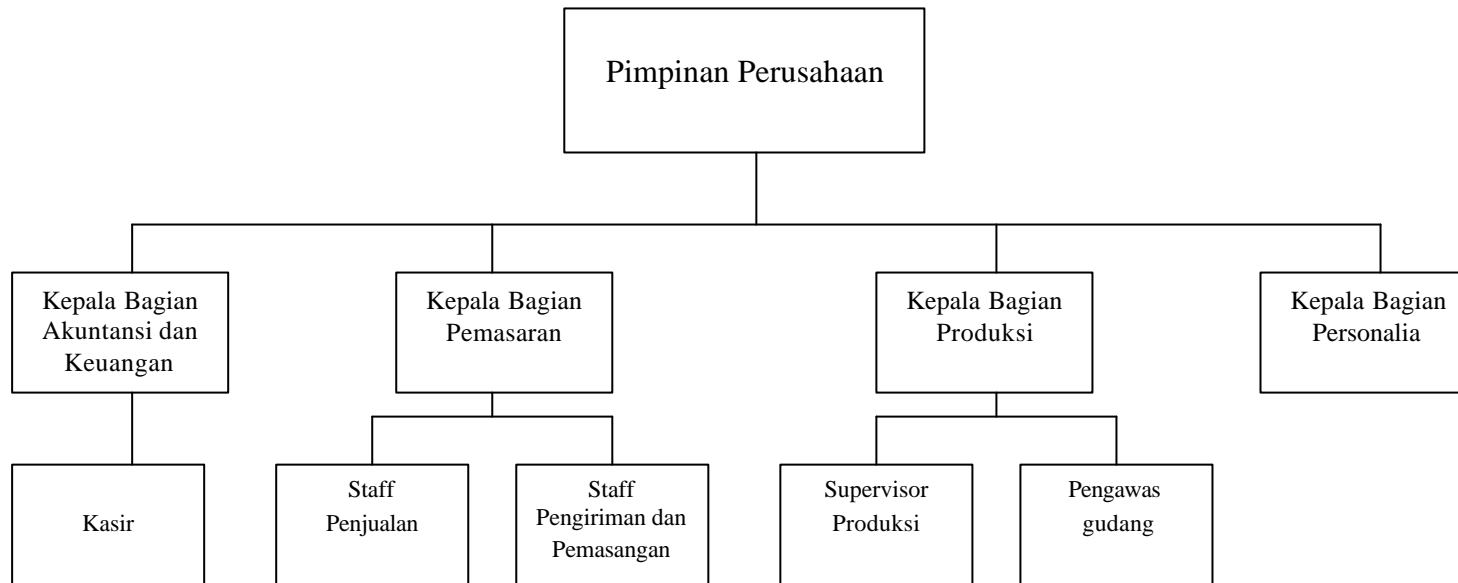 Pimpinan Perusahaan
Kepala Bagian
Akuntansi dan
Keuangan
Kepala Bagian
Pemasaran
Kepala Bagian
Produksi
Kepala Bagian
Personalia
Kasir
Staff
Penjualan
Staff
Pengiriman dan
Pemasangan
Supervisor
Produksi
Pengawas
gudang